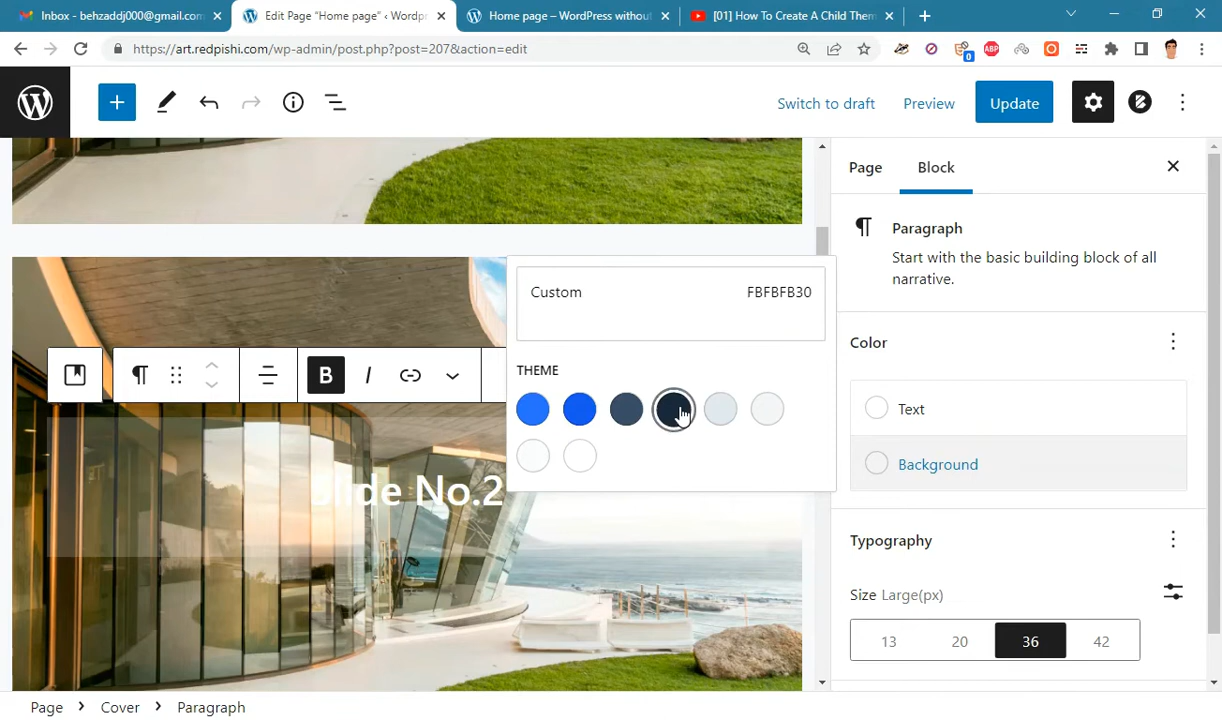 Inbox - behzaddj000@gmail.com
Edit Page “Home page” ‹ Wordpr
Home page – WordPress without
[01] How To Create A Child Them
https://art.redpishi.com/wp-admin/post.php?post=207&action=edit
0
ABP
Switch to draft
Preview
Update
Page
Block
Paragraph
Start with the basic building block of all
narrative.
Custom
FBFBFB30
THEME
Color
B
I
Text
Background
Slide No.2
Typography
Size Large(px)
13
20
36
42
Page
Cover
Paragraph